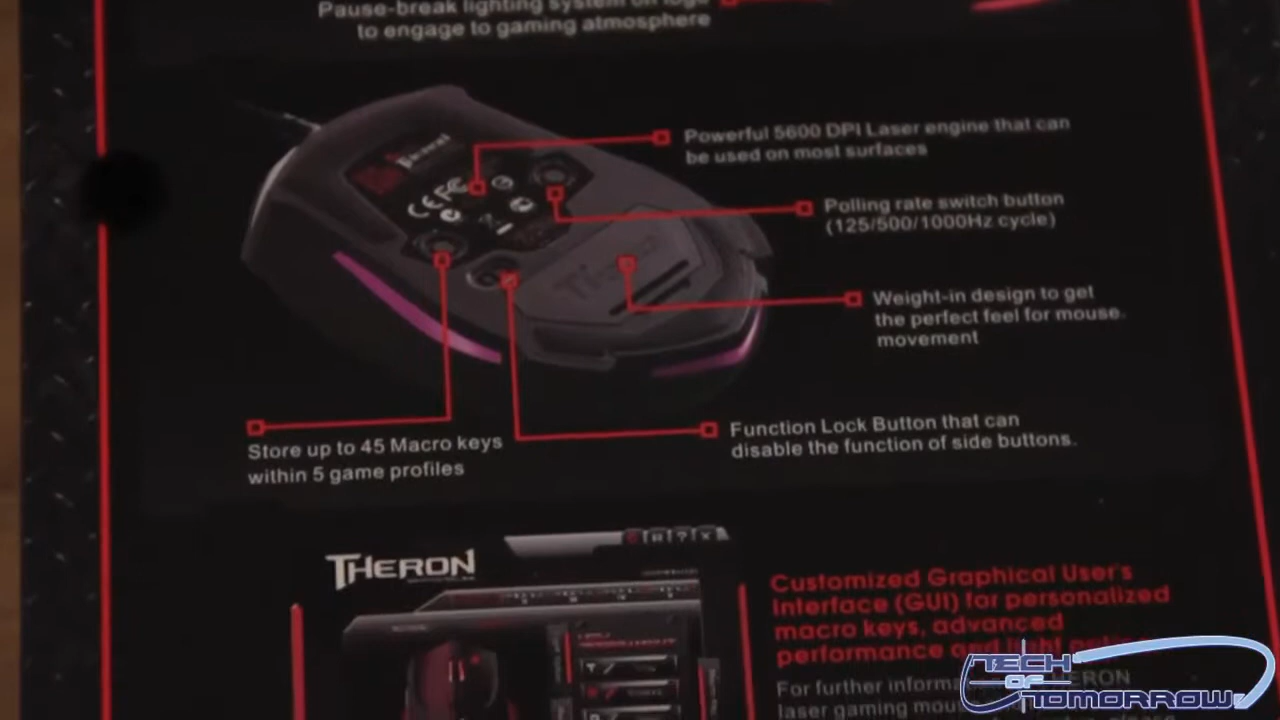 Pause-break lighting system on logo
to engage to gaming atmosphere
Powerful 5600 DPI Laser engine that can
be used on most surfaces
Polling rate switch button
(125/500/1000Hz cycle)
Weight-in design to get
the perfect feel for mouse
movement
Function Lock Button that can
disable the function of side buttons.
Store up to 45 Macro keys
within 5 game profiles
THERON
Customized Graphical User's
Interface (GUI) for personalized
macro keys, advanced
performance and light
For further THERON
laser gaming
TECH
OF
TOMORROW